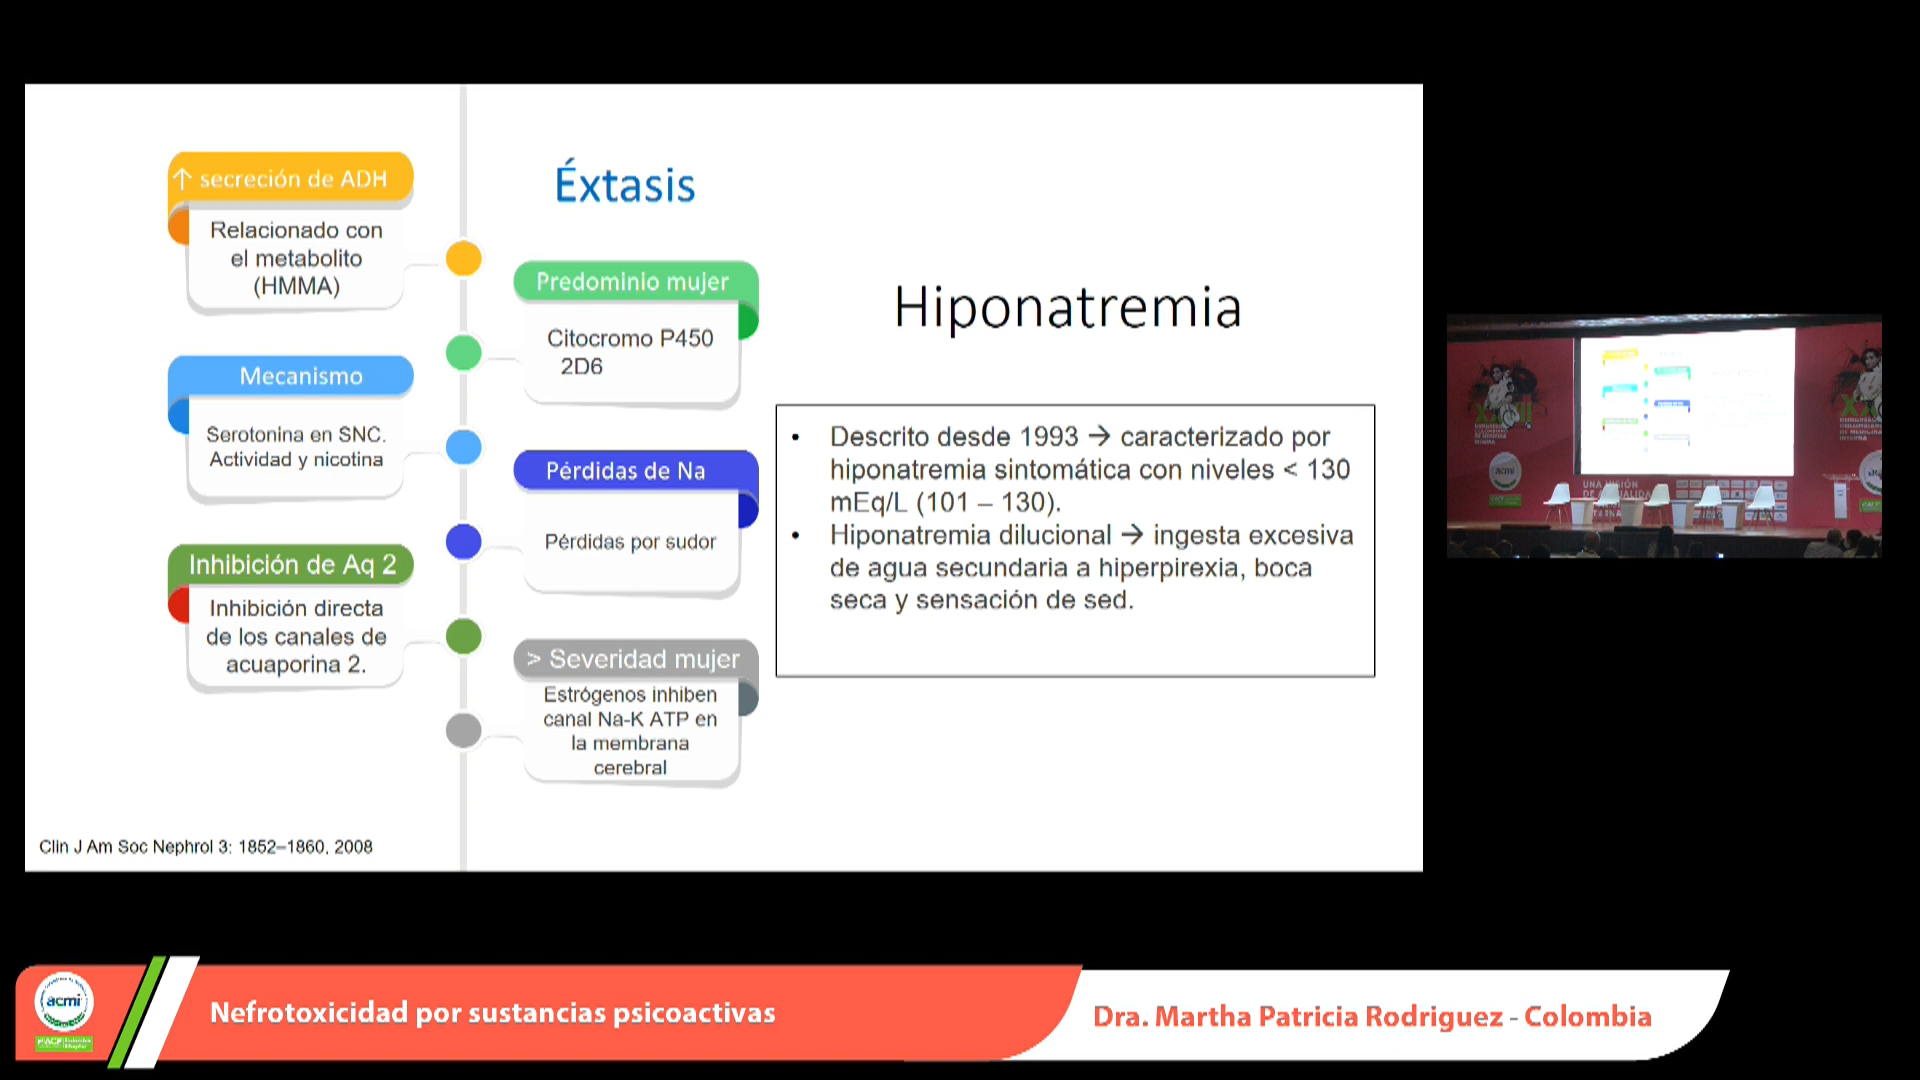 ↑ secreción de ADH
Relacionado con
el metabolito
(HMMA)
Mecanismo
Serotonina en SNC.
Actividad y nicotina
Inhibición de Aq 2
Inhibición directa
de los canales de
acuaporina 2.
Éxtasis
Predominio mujer
Citocromo P450
2D6
Pérdidas de Na
Pérdidas por sudor
> Severidad mujer
Estrógenos inhiben
canal Na-K ATP en
la membrana
cerebral
Hiponatremia
• Descrito desde 1993 → caracterizado por
hiponatremia sintomática con niveles < 130
mEq/L (101 – 130).
• Hiponatremia dilucional → ingesta excesiva
de agua secundaria a hiperpirexia, boca
seca y sensación de sed.
Clin J Am Soc Nephrol 3: 1852–1860, 2008
acmi
acmi
Nefrotoxicidad por sustancias psicoactivas
Dra. Martha Patricia Rodriguez - Colombia